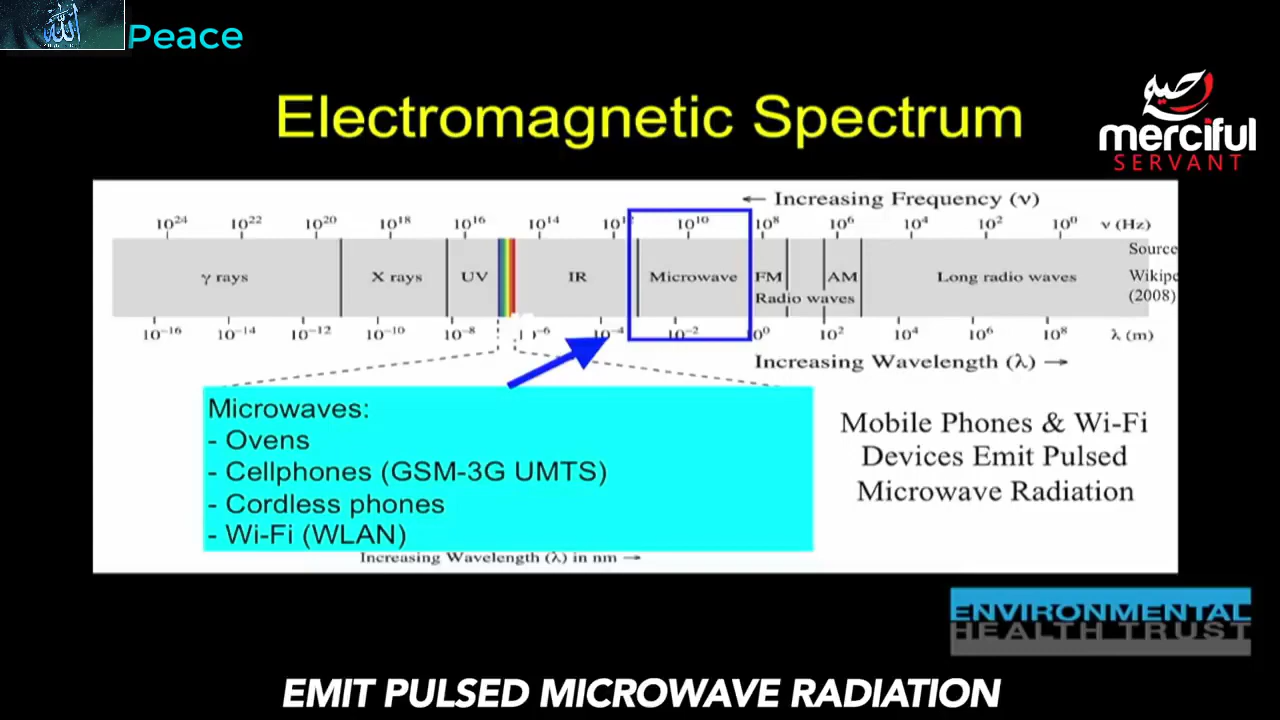 الله
Peace
Electromagnetic Spectrum
رحيم
merciful
SERVANT
← Increasing Frequency (ν)
10²⁴ 10²² 10²⁰ 10¹⁸ 10¹⁶ 10¹⁴ 10¹⁰ 10⁸ 10⁶ 10⁴ 10² 10⁰ ν (Hz)
γ rays X rays UV IR Microwave FM AM Long radio waves
Radio waves
Source
(2008)
10⁻¹⁶ 10⁻¹⁴ 10⁻¹² 10⁻¹⁰ 10⁻⁸ 10⁻⁴ 10⁻² 10⁰ 10² 10⁴ 10⁶ 10⁸ λ (m)
Increasing Wavelength (λ) →
Microwaves:
- Ovens
- Cellphones (GSM-3G UMTS)
- Cordless phones
- Wi-Fi (WLAN)
Increasing Wavelength (λ) in nm →
Mobile Phones & Wi-Fi
Devices Emit Pulsed
Microwave Radiation
ENVIRONMENTAL
HEALTH TRUST
EMIT PULSED MICROWAVE RADIATION